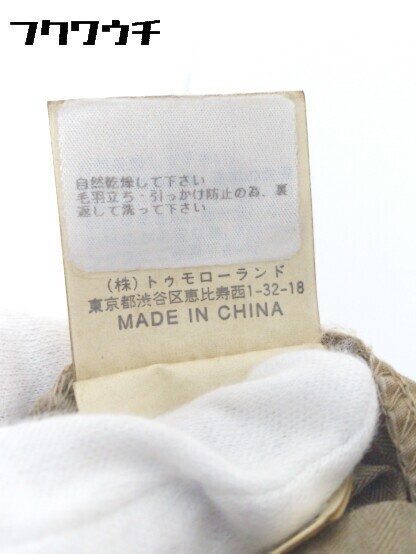 フクワウチ
自然乾燥して下さい
毛羽立ち・引っかけ防止の為、裏
返して洗って下さい
(株)トゥモローランド
東京都渋谷区恵比寿西1-32-18
MADE IN CHINA